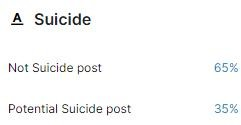 A Suicide
Not Suicide post 65%
Potential Suicide post 35%